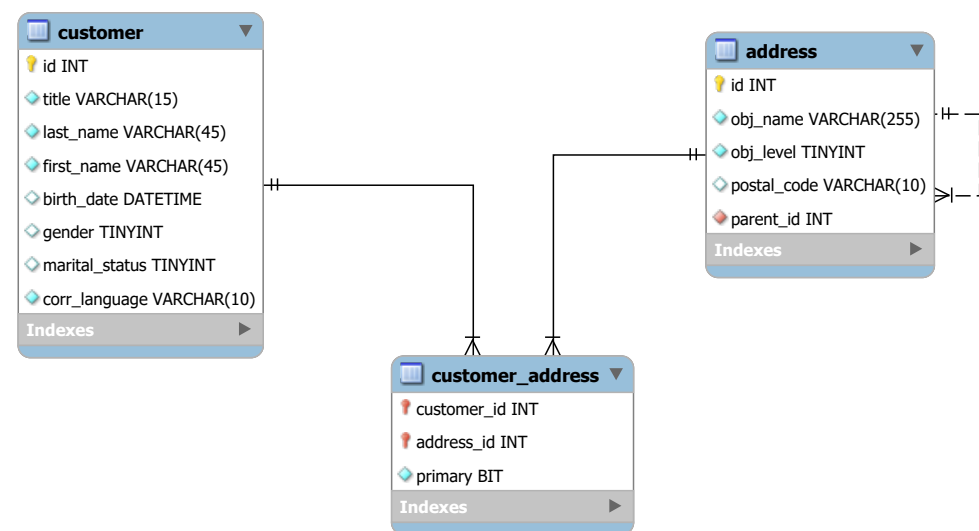 customer
id INT
title VARCHAR(15)
last_name VARCHAR(45)
first_name VARCHAR(45)
birth_date DATETIME
gender TINYINT
marital_status TINYINT
corr_language VARCHAR(10)
Indexes
address
id INT
obj_name VARCHAR(255)
obj_level TINYINT
postal_code VARCHAR(10)
parent_id INT
Indexes
customer_address
customer_id INT
address_id INT
primary BIT
Indexes